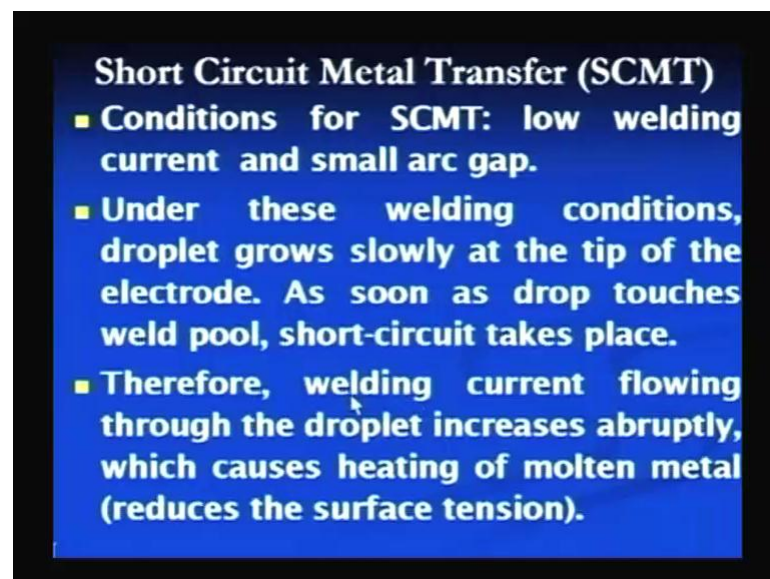 Short Circuit Metal Transfer (SCMT)
Conditions for SCMT: low welding
current and small arc gap.
Under these welding conditions,
droplet grows slowly at the tip of the
electrode. As soon as drop touches
weld pool, short-circuit takes place.
Therefore, welding current flowing
through the droplet increases abruptly,
which causes heating of molten metal
(reduces the surface tension).